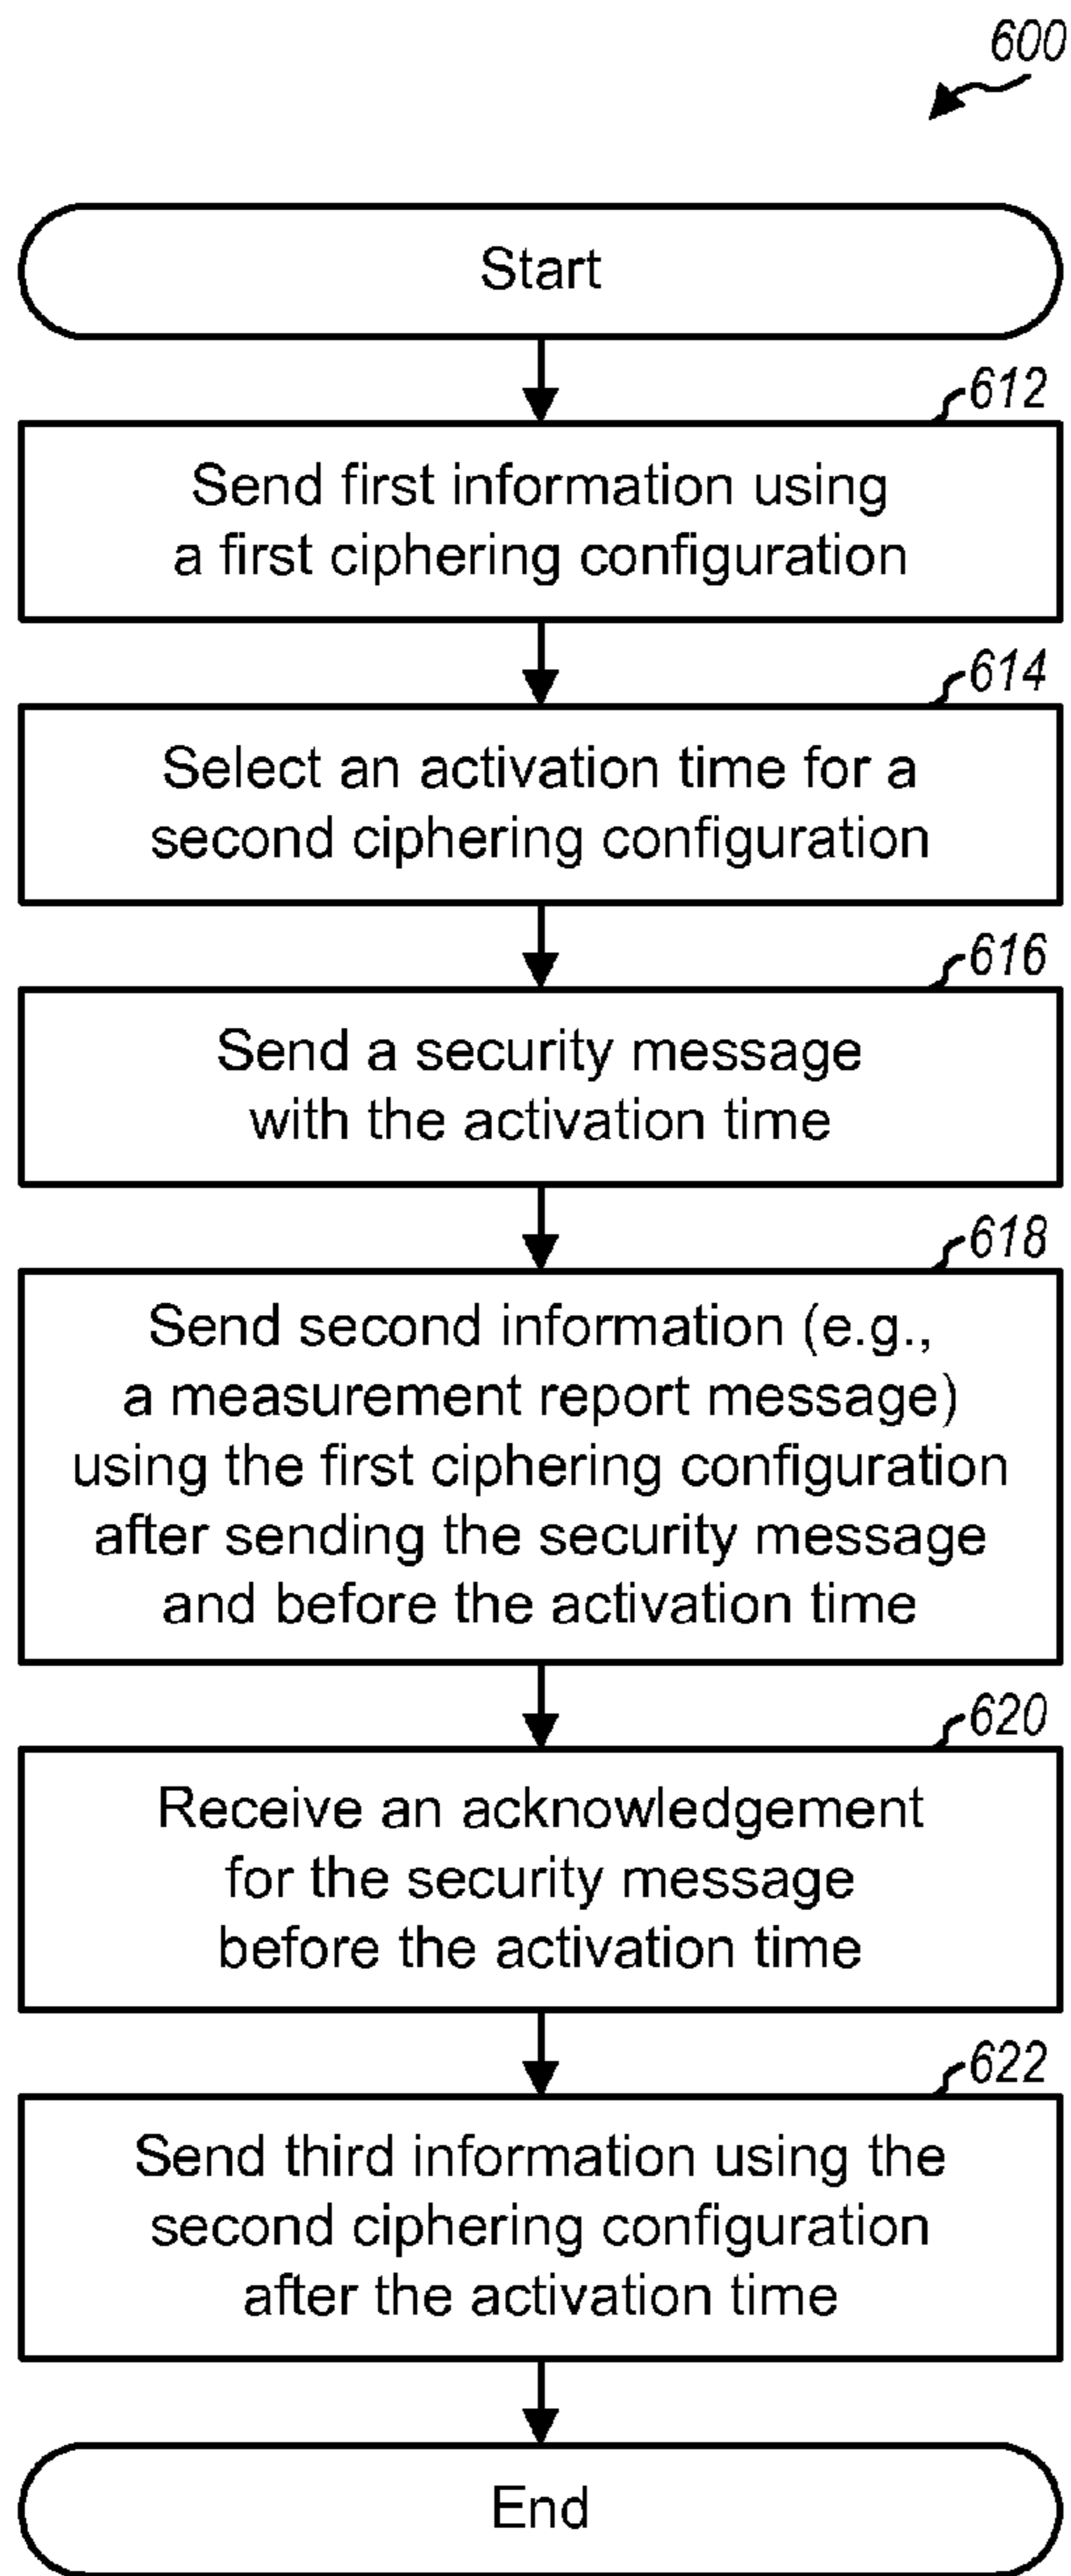 600
Start
612
Send first information using
a first ciphering configuration
614
Select an activation time for a
second ciphering configuration
616
Send a security message
with the activation time
618
Send second information (e.g.,
a measurement report message)
using the first ciphering configuration
after sending the security message
and before the activation time
620
Receive an acknowledgement
for the security message
before the activation time
622
Send third information using the
second ciphering configuration
after the activation time
End